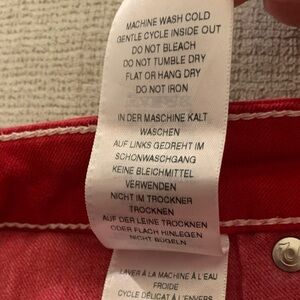 MACHINE WASH COLD
GENTLE CYCLE INSIDE OUT
DO NOT BLEACH
DO NOT TUMBLE DRY
FLAT OR HANG DRY
DO NOT IRON
IN DER MASCHINE KALT
WASCHEN
AUF LINKS GEDREHT IM
SCHONWASCHGANG
KEINE BLEICHMITTEL
VERWENDEN
NICHT IM TROCKNER
TROCKNEN
AUF DER LEINE TROCKNEN
ODER FLACH HINLEGEN
NICHT BÜGELN
LAVER À LA MACHINE À L'EAU
FROIDE
CYCLE DÉLICAT À L'ENVERS